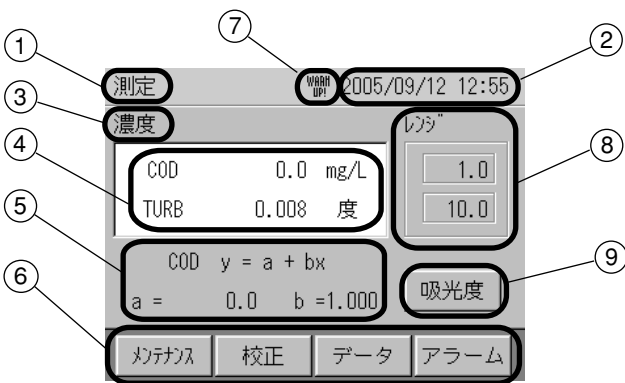 ⑦
①
②
測定 WARM UP! 2005/09/12 12:55
③
濃度 ﾚﾝｼﾞ
④
⑧
COD 0.0 mg/L 1.0
TURB 0.008 度 10.0
⑤
COD y = a + bx
⑨
a = 0.0 b =1.000 吸光度
⑥
ﾒﾝﾃﾅﾝｽ 校正 データ アラーム